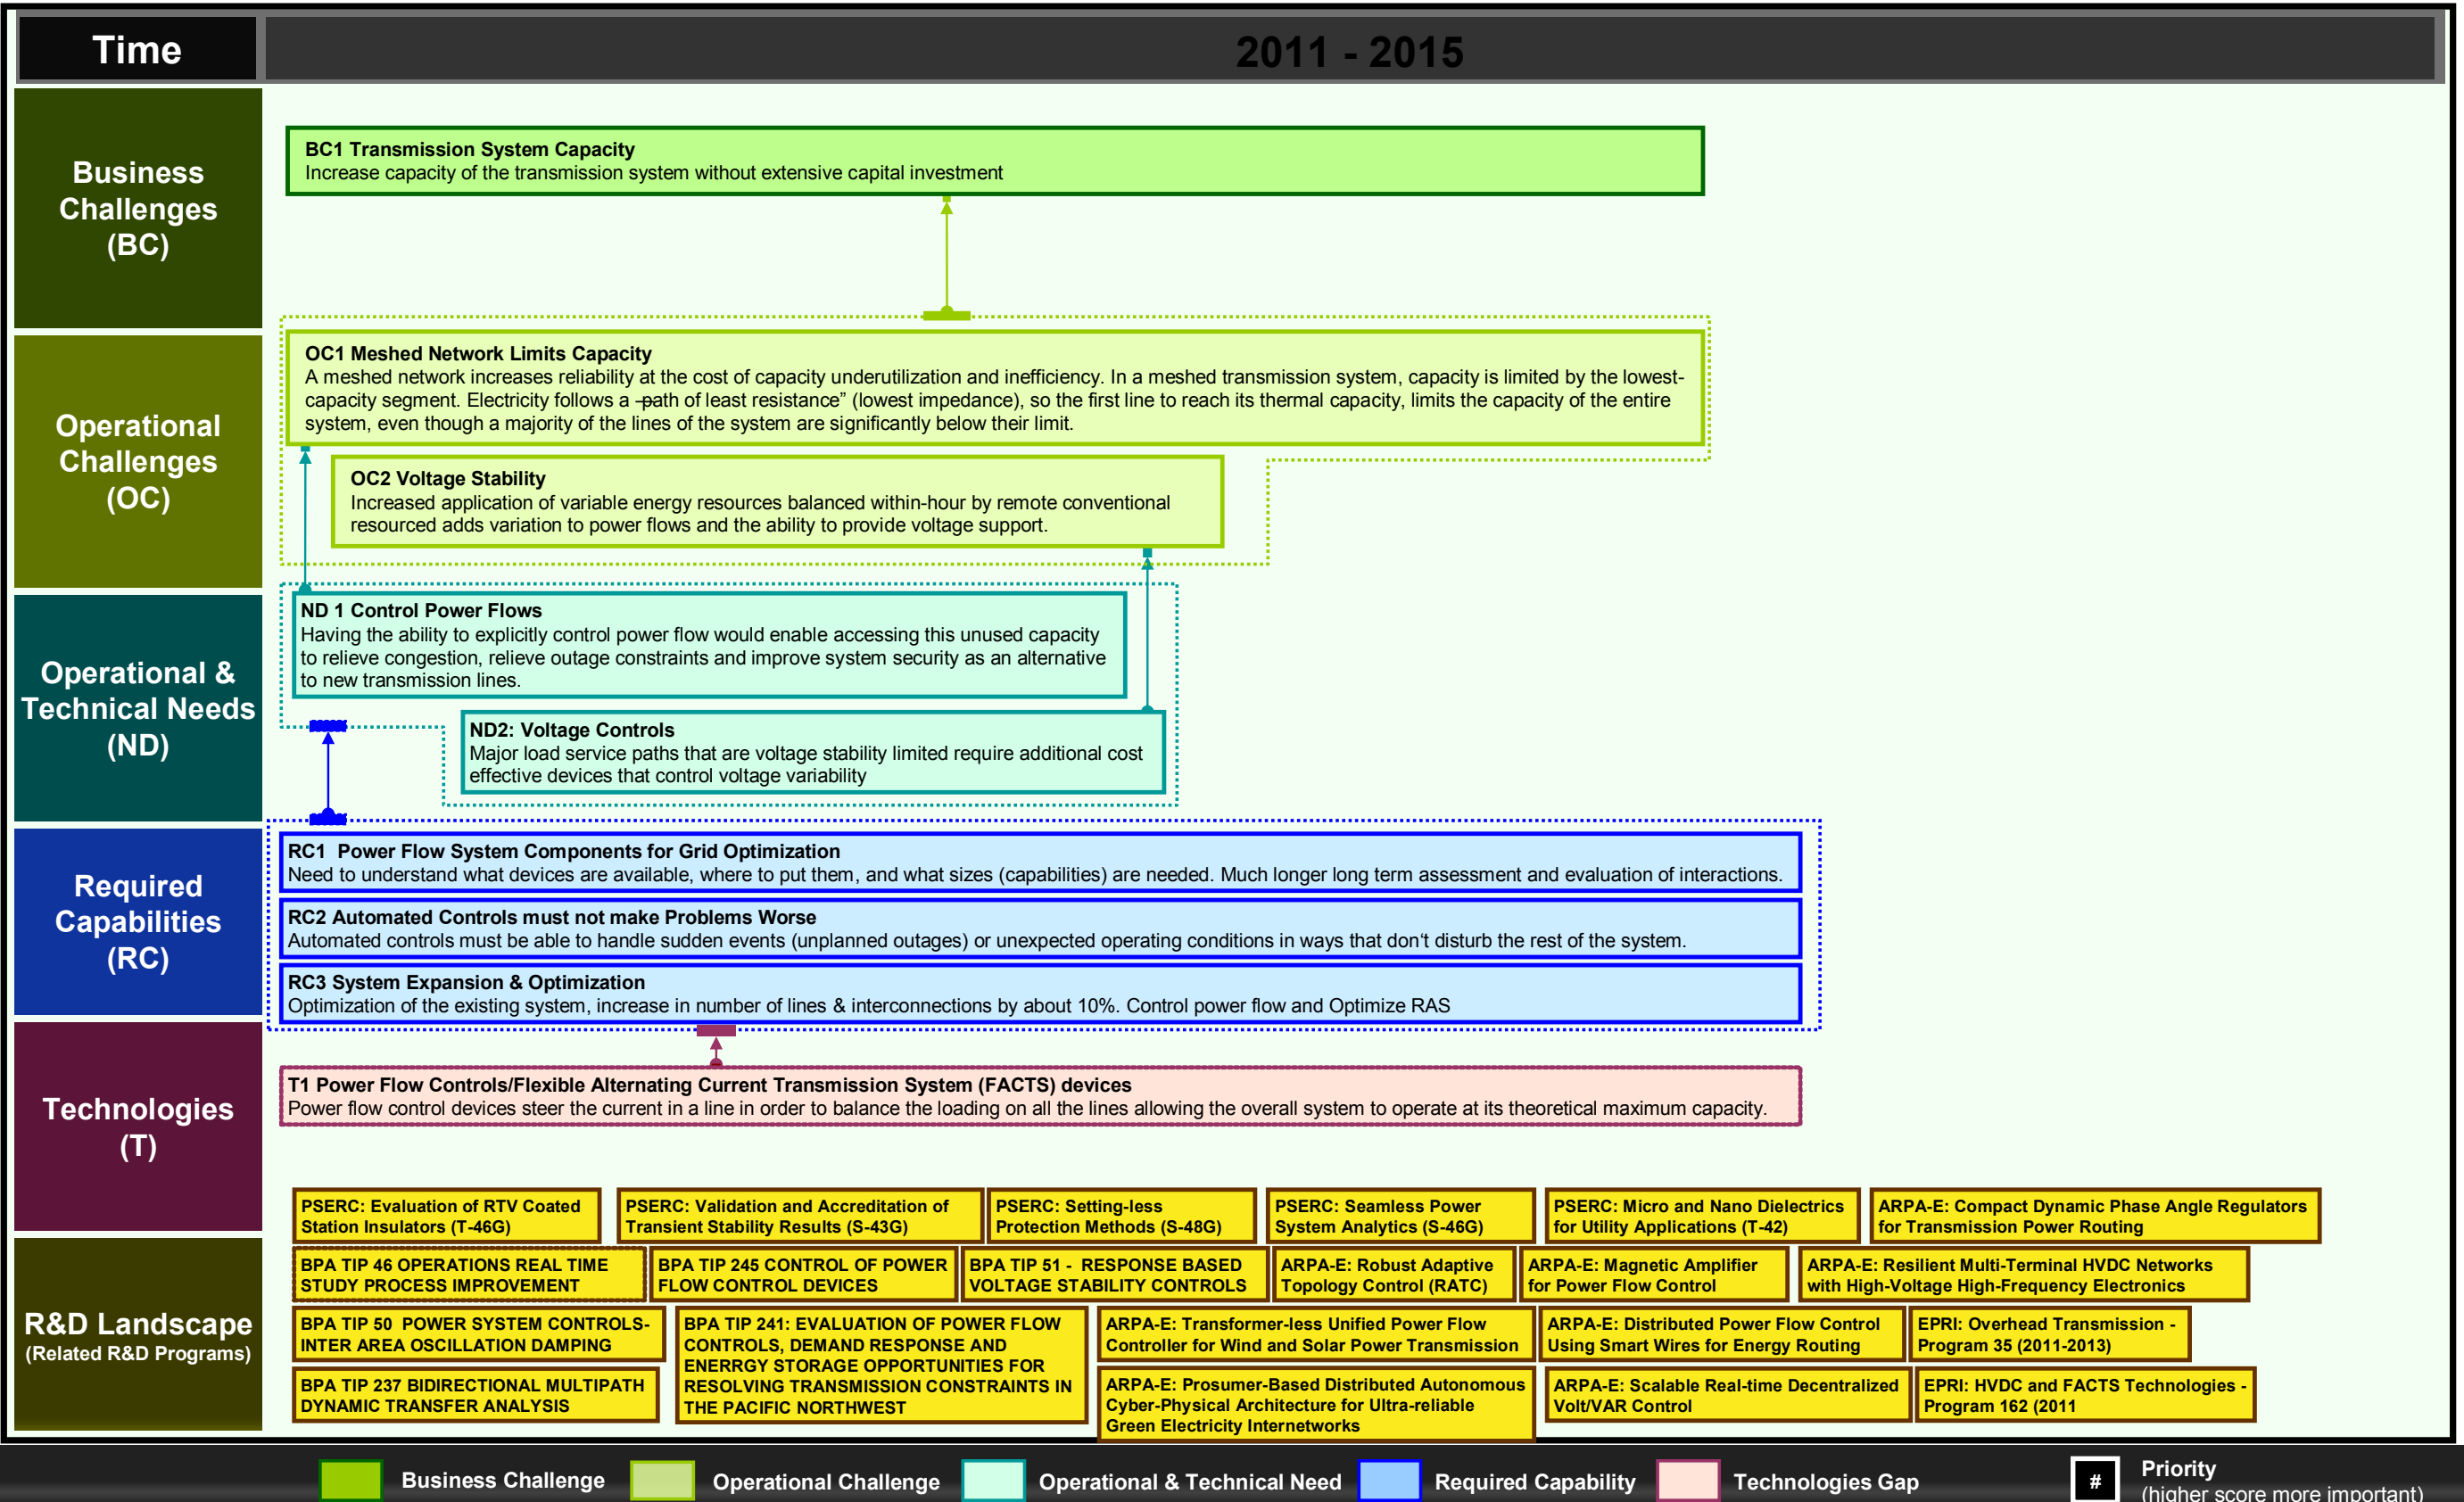 Time
2011 - 2015
Business
Challenges
(BC)
BC1 Transmission System Capacity
Increase capacity of the transmission system without extensive capital investment
Operational
Challenges
(OC)
OC1 Meshed Network Limits Capacity
A meshed network increases reliability at the cost of capacity underutilization and inefficiency. In a meshed transmission system, capacity is limited by the lowest-
capacity segment. Electricity follows a ―path of least resistance” (lowest impedance), so the first line to reach its thermal capacity, limits the capacity of the entire
system, even though a majority of the lines of the system are significantly below their limit.
OC2 Voltage Stability
Increased application of variable energy resources balanced within-hour by remote conventional
resourced adds variation to power flows and the ability to provide voltage support.
Operational &
Technical Needs
(ND)
ND 1 Control Power Flows
Having the ability to explicitly control power flow would enable accessing this unused capacity
to relieve congestion, relieve outage constraints and improve system security as an alternative
to new transmission lines.
ND2: Voltage Controls
Major load service paths that are voltage stability limited require additional cost
effective devices that control voltage variability
Required
Capabilities
(RC)
RC1  Power Flow System Components for Grid Optimization
Need to understand what devices are available, where to put them, and what sizes (capabilities) are needed. Much longer long term assessment and evaluation of interactions.
RC2 Automated Controls must not make Problems Worse
Automated controls must be able to handle sudden events (unplanned outages) or unexpected operating conditions in ways that don‘t disturb the rest of the system.
RC3 System Expansion & Optimization
Optimization of the existing system, increase in number of lines & interconnections by about 10%. Control power flow and Optimize RAS
Technologies
(T)
T1 Power Flow Controls/Flexible Alternating Current Transmission System (FACTS) devices
Power flow control devices steer the current in a line in order to balance the loading on all the lines allowing the overall system to operate at its theoretical maximum capacity.
R&D Landscape
(Related R&D Programs)
PSERC: Evaluation of RTV Coated
Station Insulators (T-46G)
PSERC: Validation and Accreditation of
Transient Stability Results (S-43G)
PSERC: Setting-less
Protection Methods (S-48G)
PSERC: Seamless Power
System Analytics (S-46G)
PSERC: Micro and Nano Dielectrics
for Utility Applications (T-42)
ARPA-E: Compact Dynamic Phase Angle Regulators
for Transmission Power Routing
BPA TIP 46 OPERATIONS REAL TIME
STUDY PROCESS IMPROVEMENT
BPA TIP 245 CONTROL OF POWER
FLOW CONTROL DEVICES
BPA TIP 51 -  RESPONSE BASED
VOLTAGE STABILITY CONTROLS
ARPA-E: Robust Adaptive
Topology Control (RATC)
ARPA-E: Magnetic Amplifier
for Power Flow Control
ARPA-E: Resilient Multi-Terminal HVDC Networks
with High-Voltage High-Frequency Electronics
BPA TIP 50  POWER SYSTEM CONTROLS-
INTER AREA OSCILLATION DAMPING
BPA TIP 241: EVALUATION OF POWER FLOW
CONTROLS, DEMAND RESPONSE AND
ENERRGY STORAGE OPPORTUNITIES FOR
RESOLVING TRANSMISSION CONSTRAINTS IN
THE PACIFIC NORTHWEST
ARPA-E: Transformer-less Unified Power Flow
Controller for Wind and Solar Power Transmission
ARPA-E: Distributed Power Flow Control
Using Smart Wires for Energy Routing
EPRI: Overhead Transmission -
Program 35 (2011-2013)
BPA TIP 237 BIDIRECTIONAL MULTIPATH
DYNAMIC TRANSFER ANALYSIS
ARPA-E: Prosumer-Based Distributed Autonomous
Cyber-Physical Architecture for Ultra-reliable
Green Electricity Internetworks
ARPA-E: Scalable Real-time Decentralized
Volt/VAR Control
EPRI: HVDC and FACTS Technologies -
Program 162 (2011
Business Challenge
Operational Challenge
Operational & Technical Need
Required Capability
Technologies Gap
#
Priority
(higher score more important)